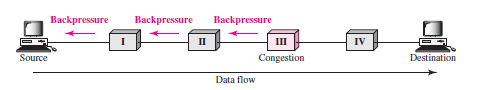 Backpressure Backpressure Backpressure
I II III IV
Source Congestion Destination
Data flow